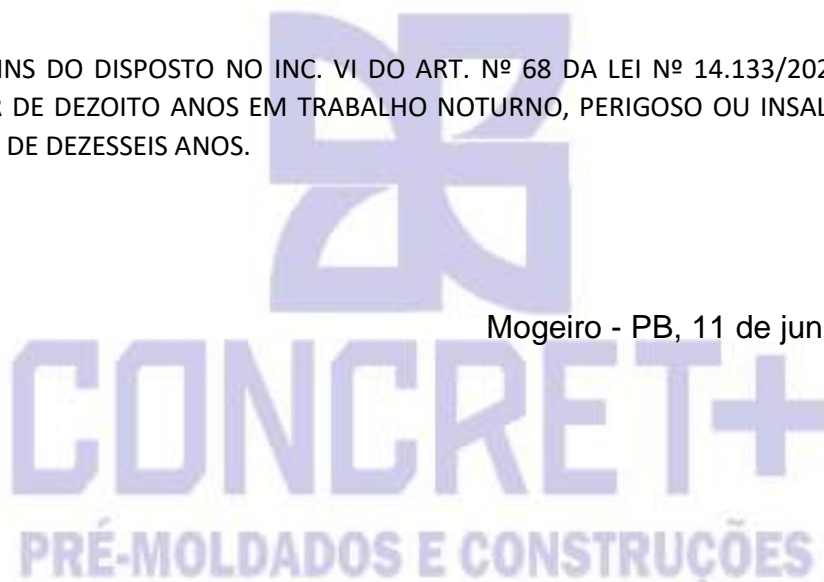 INS DO DISPOSTO NO INC. VI DO ART. Nº 68 DA LEI Nº 14.133/202
R DE DEZOITO ANOS EM TRABALHO NOTURNO, PERIGOSO OU INSAL
DE DEZESSEIS ANOS.
Mogeiro - PB, 11 de jun
CONCRET+
PRÉ-MOLDADOS E CONSTRUÇÕES